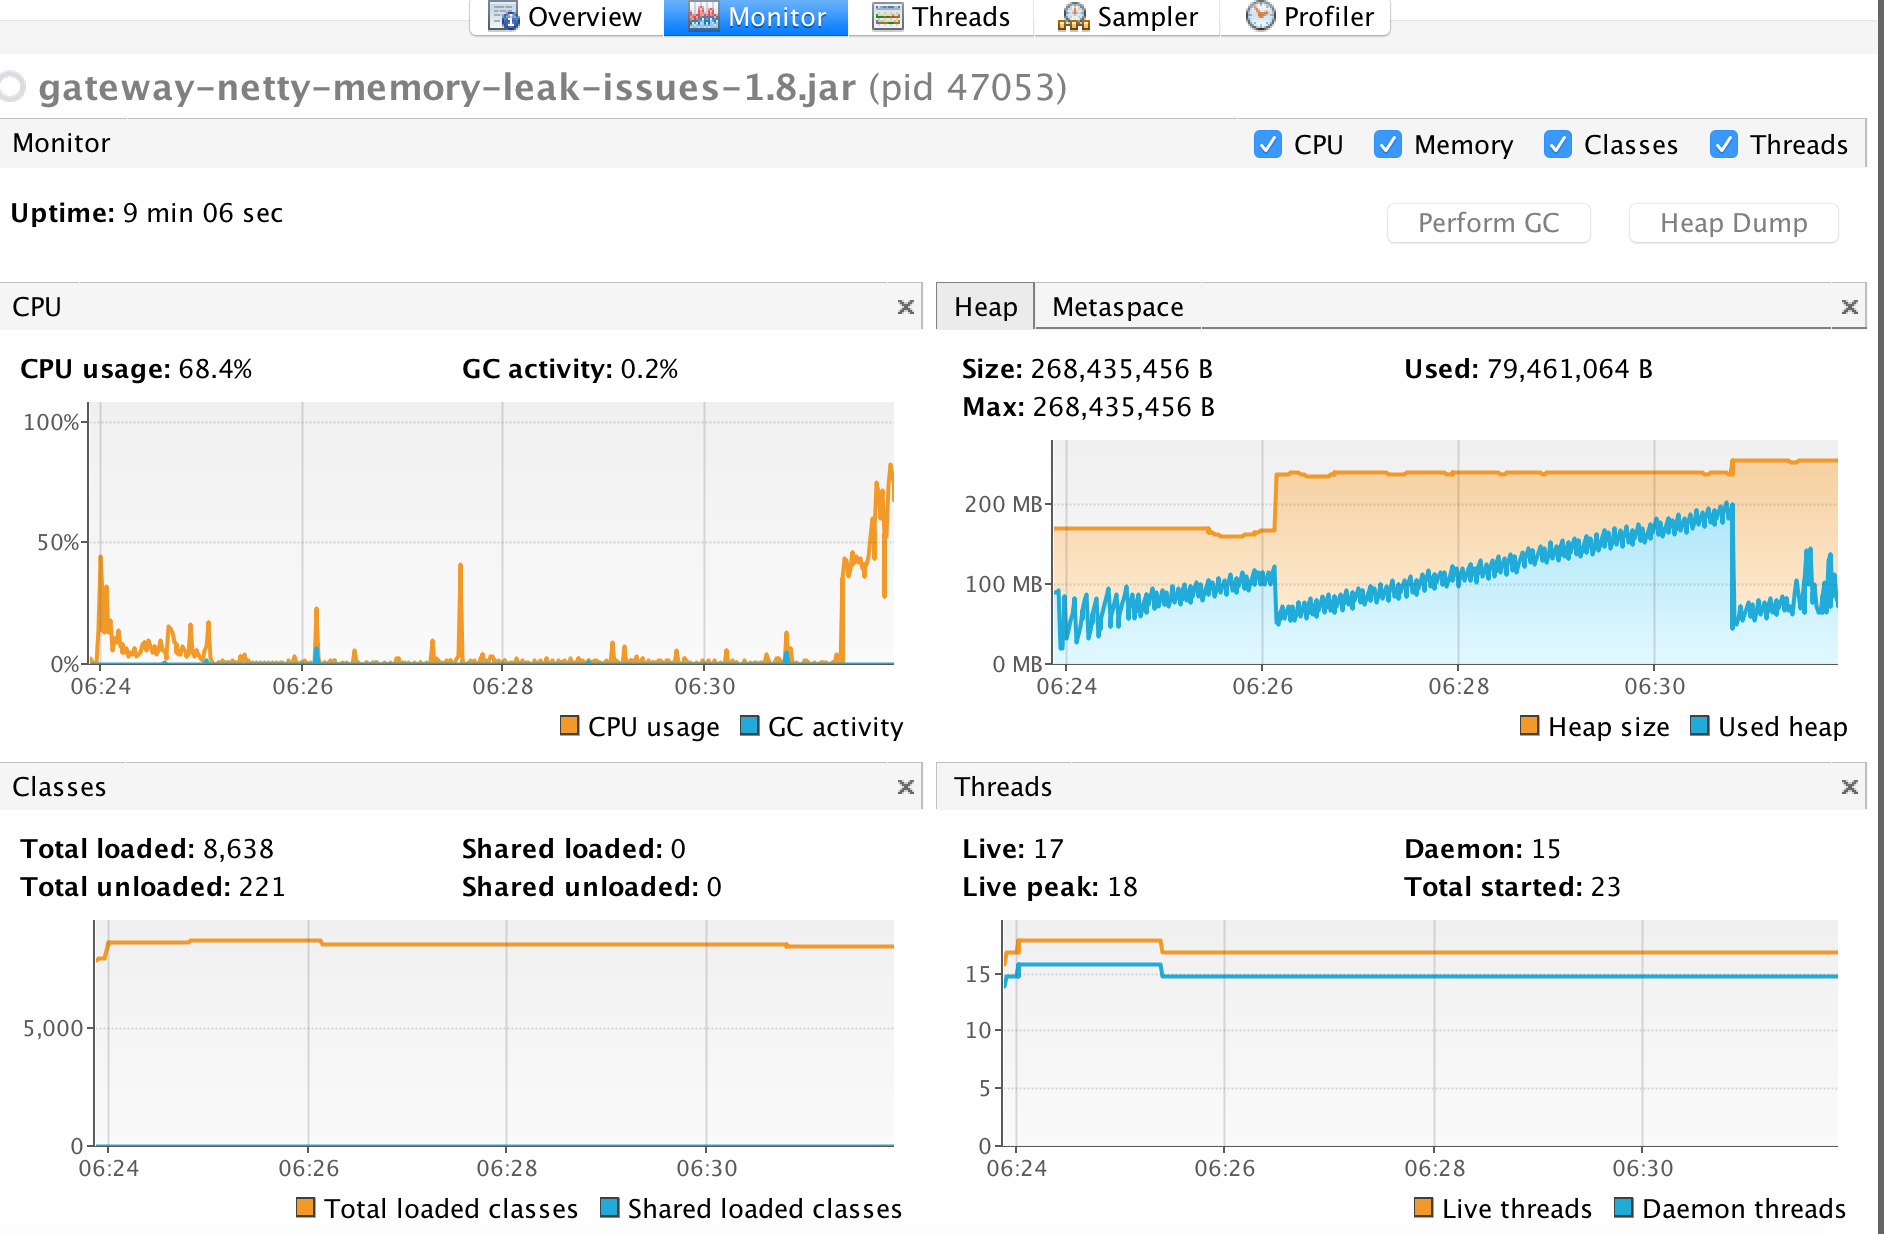 Overview Monitor Threads Sampler Profiler
gateway-netty-memory-leak-issues-1.8.jar (pid 47053)
Monitor CPU Memory Classes Threads
Uptime: 9 min 06 sec
Perform GC Heap Dump
CPU
CPU usage: 68.4% GC activity: 0.2%
100%
50%
0%
06:24 06:26 06:28 06:30
CPU usage GC activity
Heap Metaspace
Size: 268,435,456 B Used: 79,461,064 B
Max: 268,435,456 B
200 MB
100 MB
0 MB
06:24 06:26 06:28 06:30
Heap size Used heap
Classes
Total loaded: 8,638 Shared loaded: 0
Total unloaded: 221 Shared unloaded: 0
5,000
0
06:24 06:26 06:28 06:30
Total loaded classes Shared loaded classes
Threads
Live: 17 Daemon: 15
Live peak: 18 Total started: 23
15
10
5
0
06:24 06:26 06:28 06:30
Live threads Daemon threads